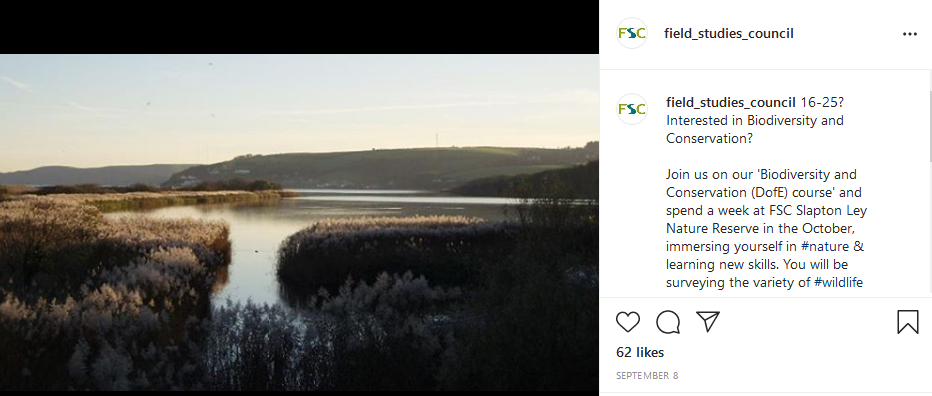 FSC field_studies_council
FSC field_studies_council 16-25?
Interested in Biodiversity and
Conservation?
Join us on our 'Biodiversity and
Conservation (DofE) course' and
spend a week at FSC Slapton Ley
Nature Reserve in the October,
immersing yourself in #nature &
learning new skills. You will be
surveying the variety of #wildlife
62 likes
SEPTEMBER 8